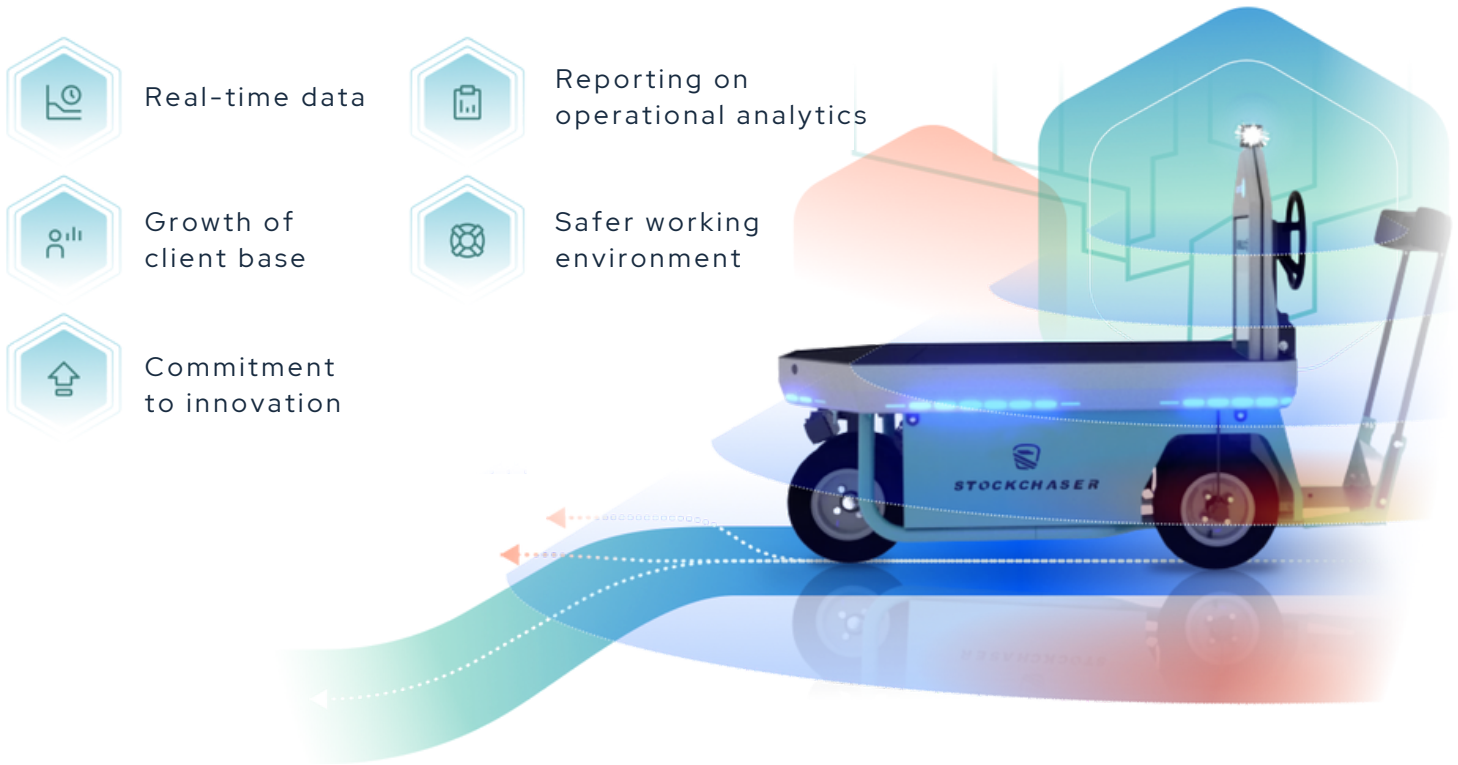 Real-time data
Reporting on
operational analytics
Growth of
client base
Safer working
environment
Commitment
to innovation
STOCKCHASER